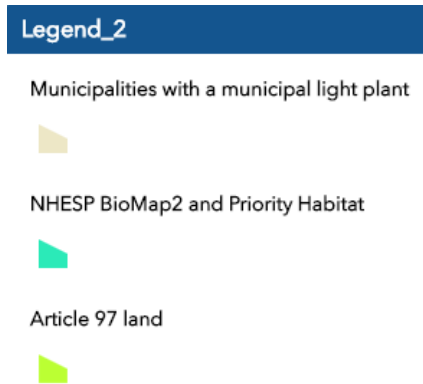 Legend_2
Municipalities with a municipal light plant
NHESP BioMap2 and Priority Habitat
Article 97 land